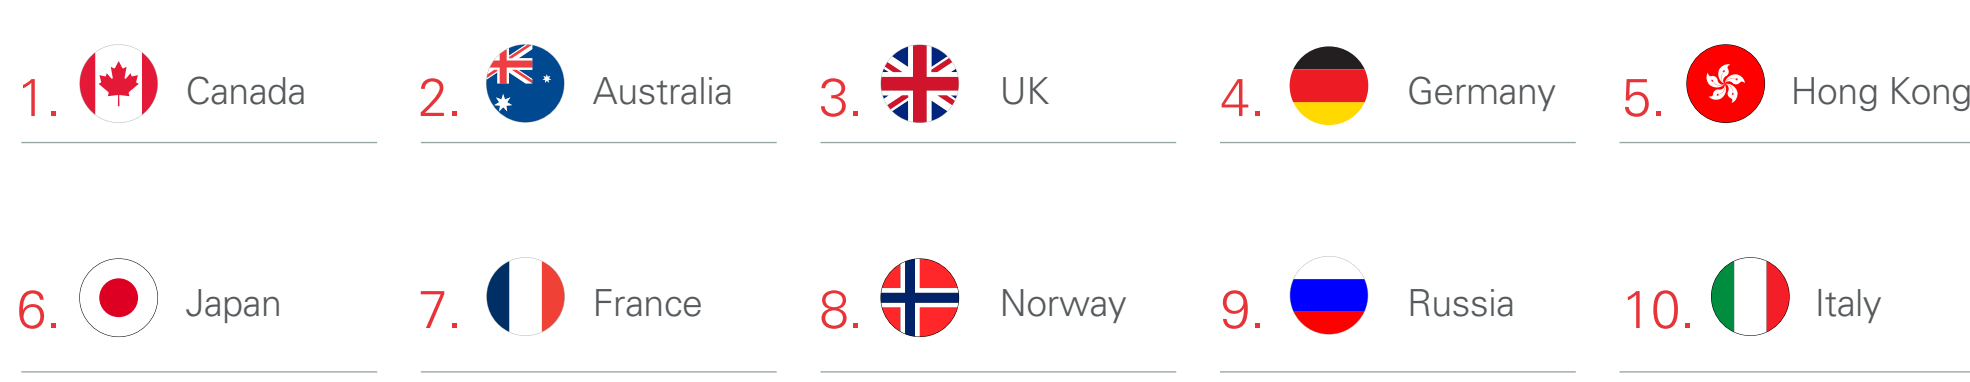 1. Canada
2. Australia
3. UK
4. Germany
5. Hong Kong
6. Japan
7. France
8. Norway
9. Russia
10. Italy